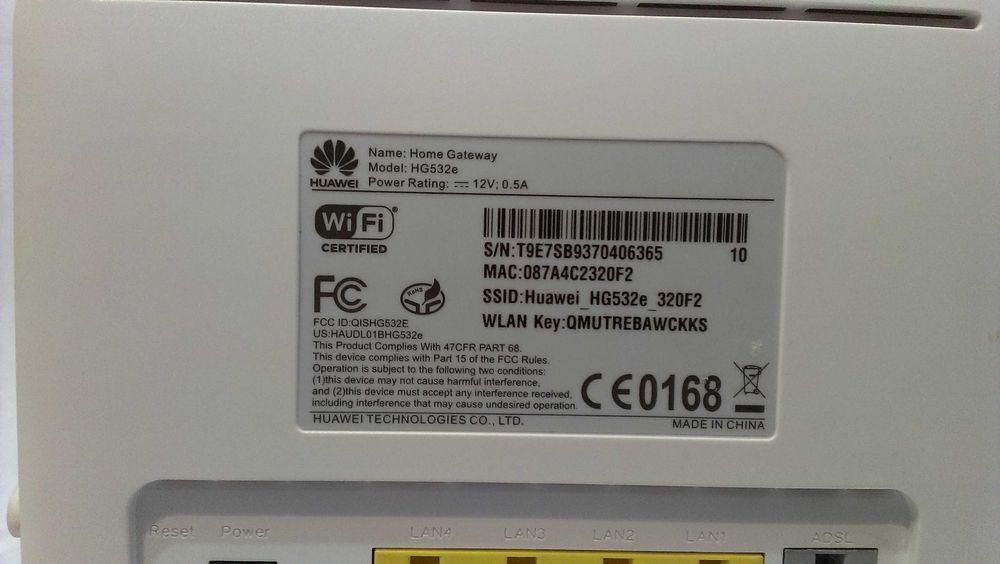 HUAWEI
Name: Home Gateway
Model: HG532e
Power Rating: ⎓ 12V; 0.5A
Wi Fi®
CERTIFIED
S/N:T9E7SB9370406365 10
MAC:087A4C2320F2
SSID:Huawei_HG532e_320F2
WLAN Key:QMUTREBAWCKKS
FC
RoHS
FCC ID:QISHG532E
US:HAUDL01BHG532e
This Product Complies With 47CFR PART 68.
This device complies with Part 15 of the FCC Rules.
Operation is subject to the following two conditions:
(1)this device may not cause harmful interference,
and (2)this device must accept any interference received,
including interference that may cause undesired operation.
CE0168
HUAWEI TECHNOLOGIES CO., LTD.
MADE IN CHINA
Reset Power LAN4 LAN3 LAN2 LAN1 ADSL